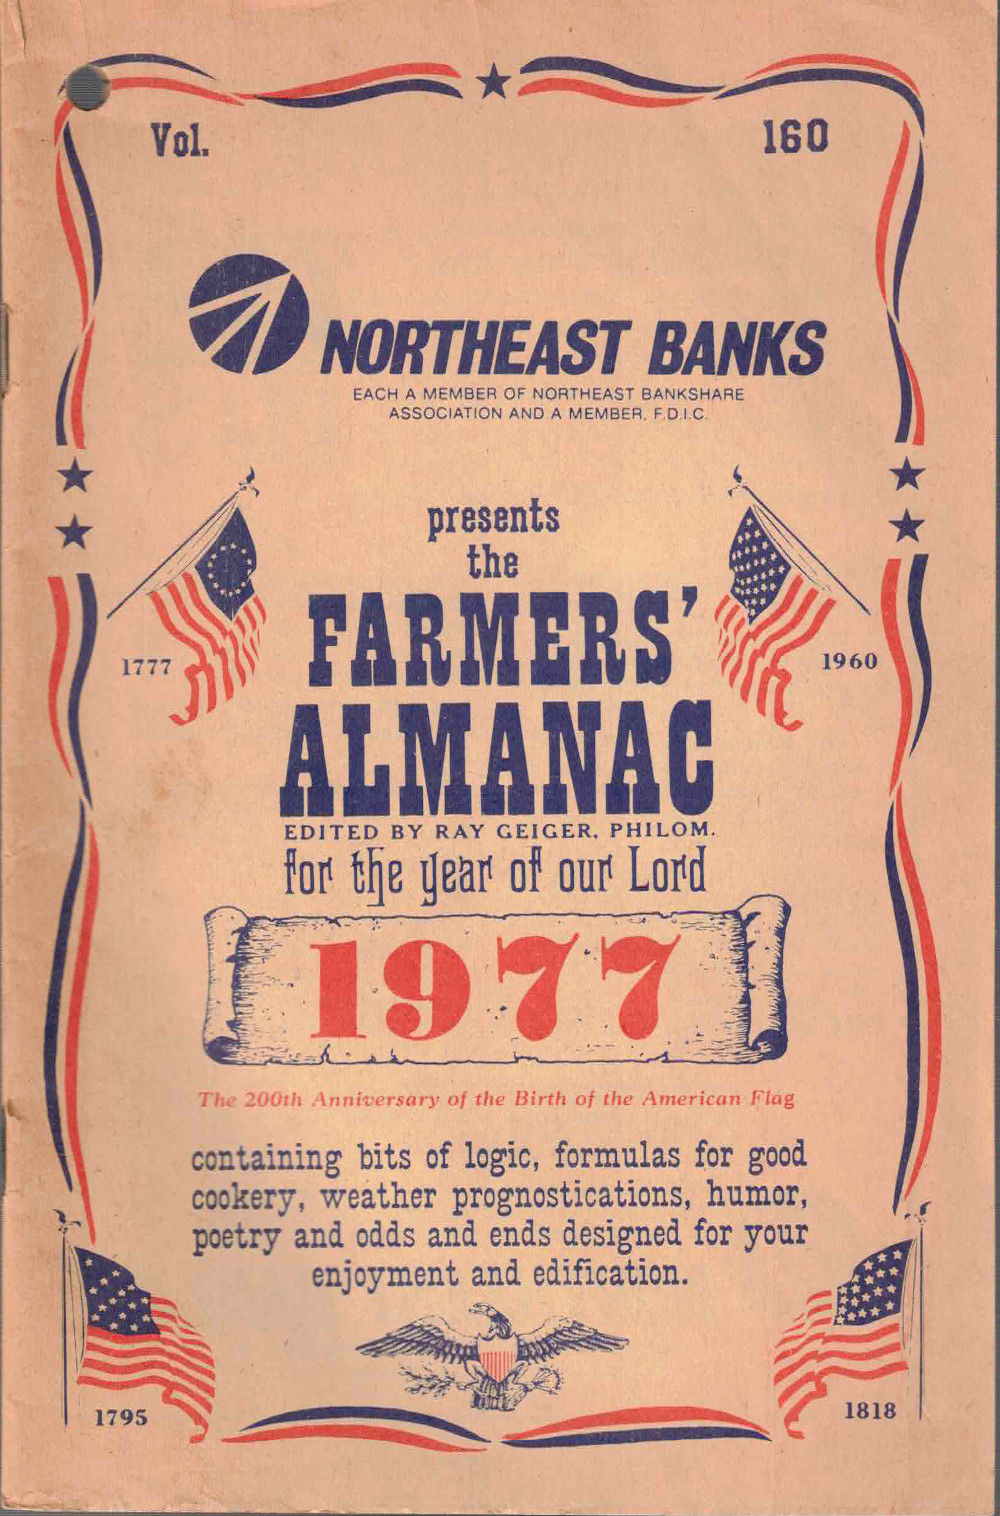 Vol. 160
NORTHEAST BANKS
EACH A MEMBER OF NORTHEAST BANKSHARE
ASSOCIATION AND A MEMBER, F.D.I.C.
presents
the
FARMERS'
ALMANAC
1777
1960
EDITED BY RAY GEIGER, PHILOM.
for the year of our Lord
1977
The 200th Anniversary of the Birth of the American Flag
containing bits of logic, formulas for good
cookery, weather prognostications, humor,
poetry and odds and ends designed for your
enjoyment and edification.
1795
1818